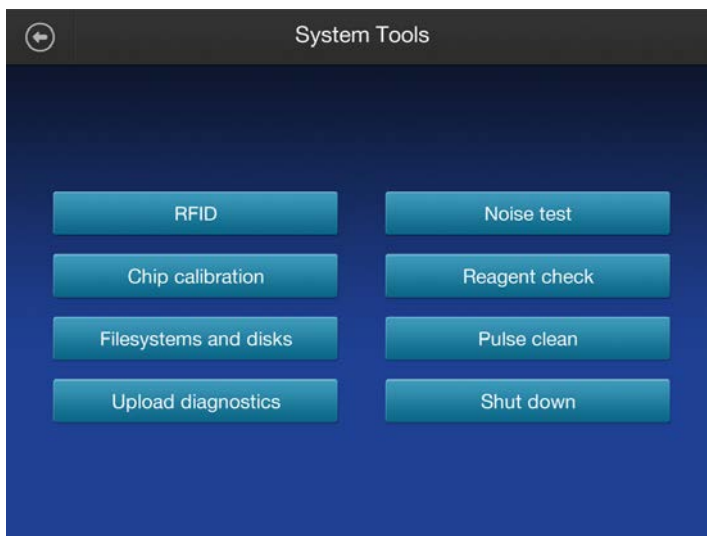 System Tools
RFID
Noise test
Chip calibration
Reagent check
Filesystems and disks
Pulse clean
Upload diagnostics
Shut down